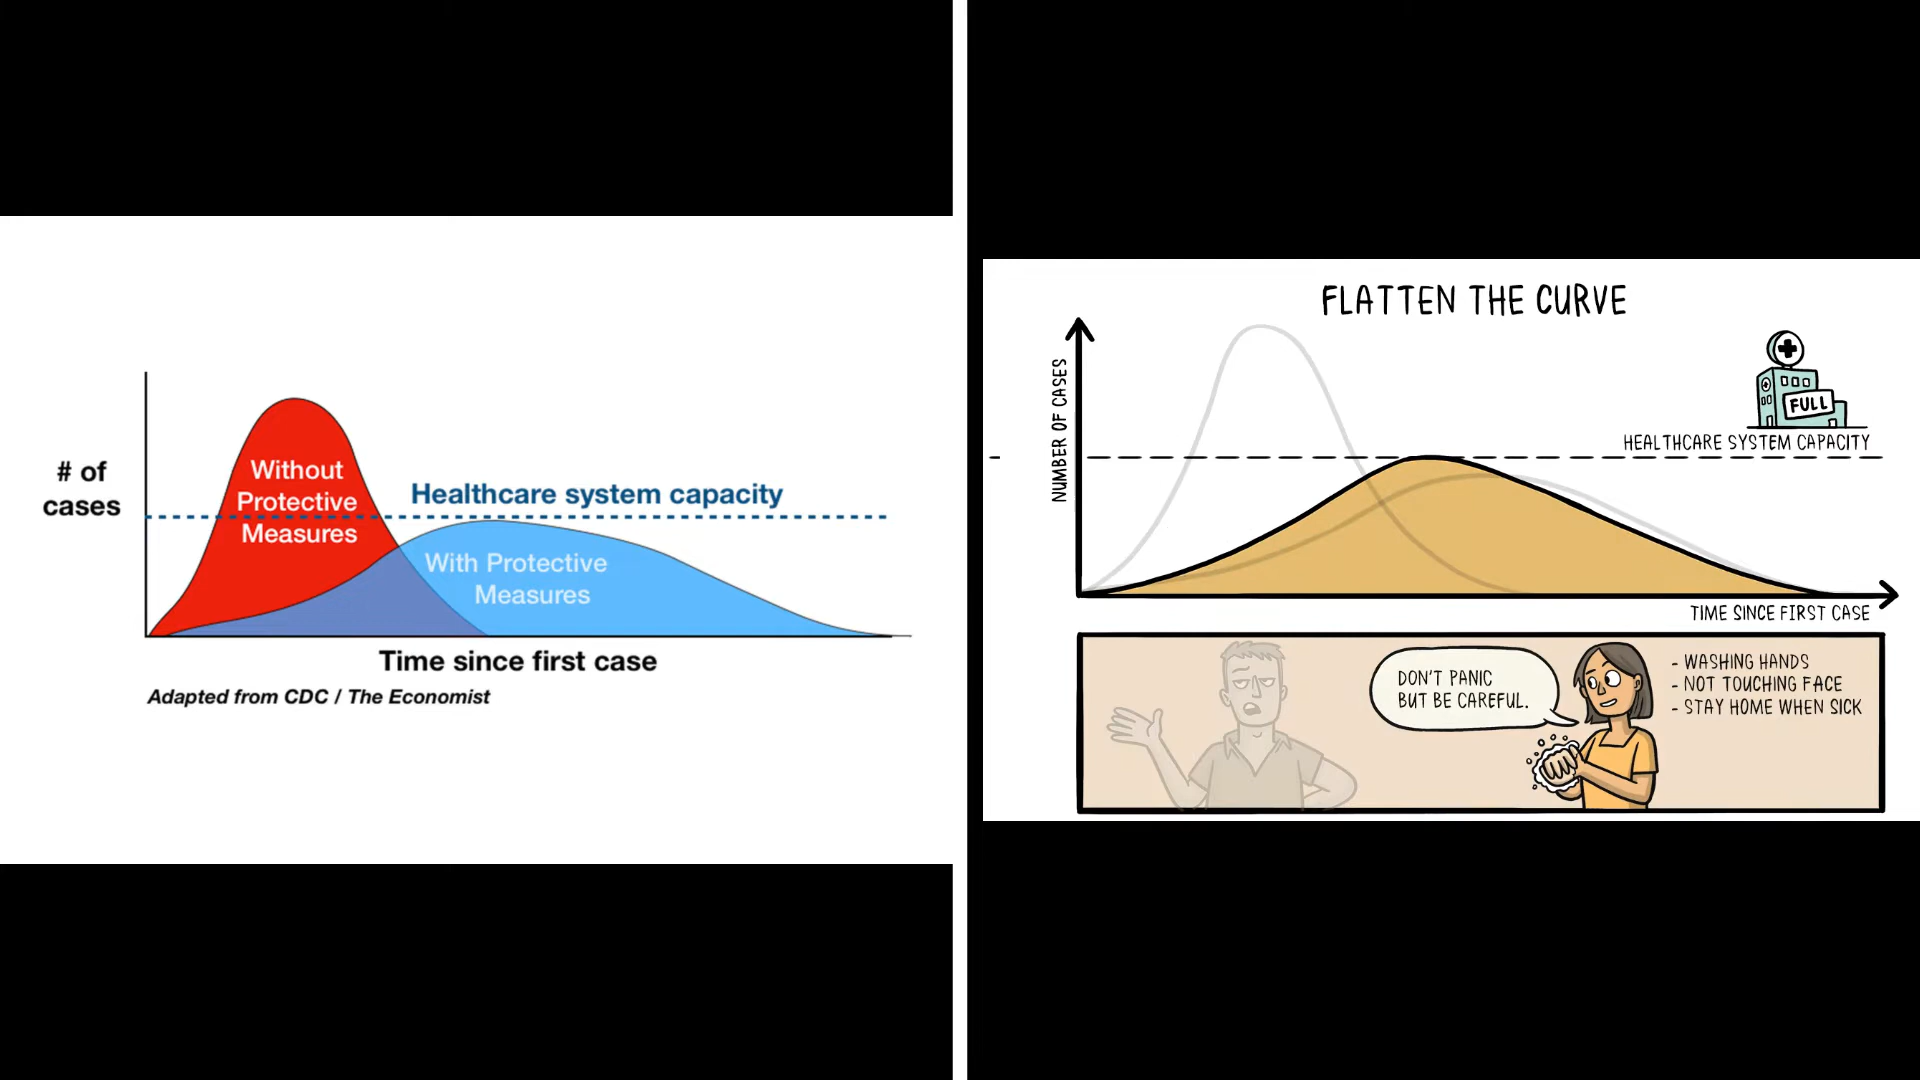 # of
cases
Without
Protective
Measures
Healthcare system capacity
With Protective
Measures
Time since first case
Adapted from CDC / The Economist
FLATTEN THE CURVE
NUMBER OF CASES
FULL
HEALTHCARE SYSTEM CAPACITY
TIME SINCE FIRST CASE
DON'T PANIC
BUT BE CAREFUL.
- WASHING HANDS
- NOT TOUCHING FACE
- STAY HOME WHEN SICK